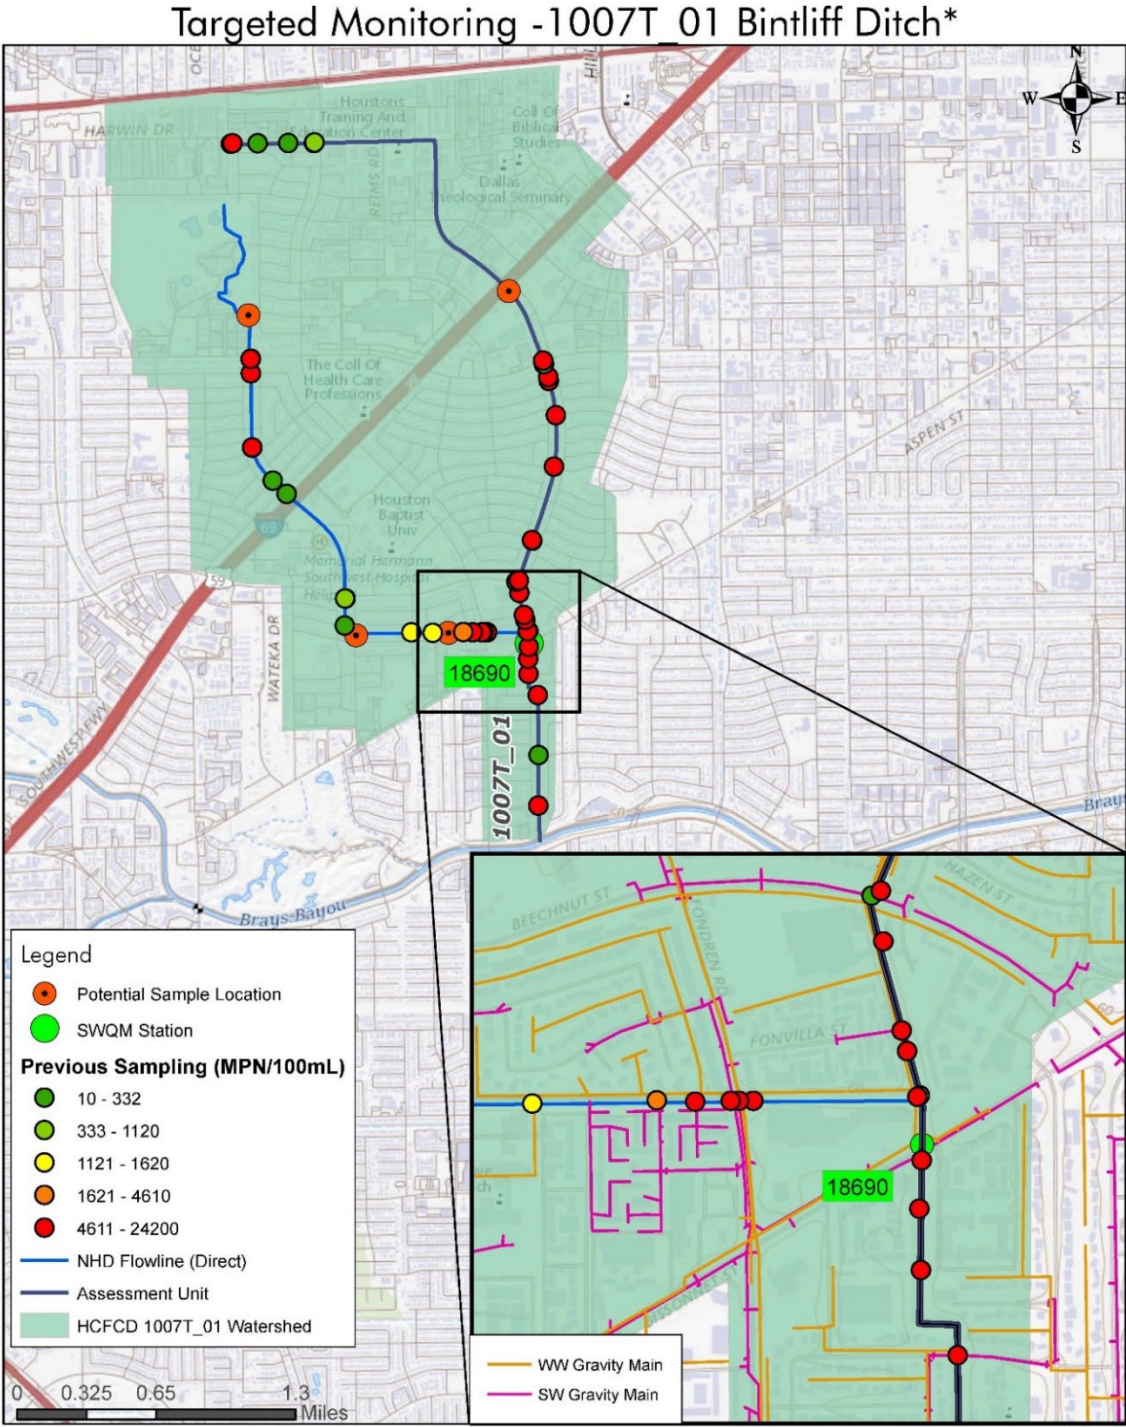 Targeted Monitoring -1007T_01 Bintliff Ditch*
N
W
E
S
HARWIN DR
REIMS RD
Houstons
Training And
Education Center
Coll Of
Biblical
Studies
Dallas
Theological Seminary
The Coll Of
Health Care
Professions
ASPEN ST
Houston
Baptist
Univ
69
H
Memorial Hermann
Southwest Hospital
59
WATEKA DR
SOUTHWEST FWY
18690
1007T_01
Brays Bayou
Legend
Potential Sample Location
SWQM Station
Previous Sampling (MPN/100mL)
10 - 332
333 - 1120
1121 - 1620
1621 - 4610
4611 - 24200
NHD Flowline (Direct)
Assessment Unit
HCFCD 1007T_01 Watershed
0 0.325 0.65 1.3
Miles
BEECHNUT ST
FONDREN RD
HAZEN ST
FONVILLA ST
18690
BISSONNET ST
WW Gravity Main
SW Gravity Main